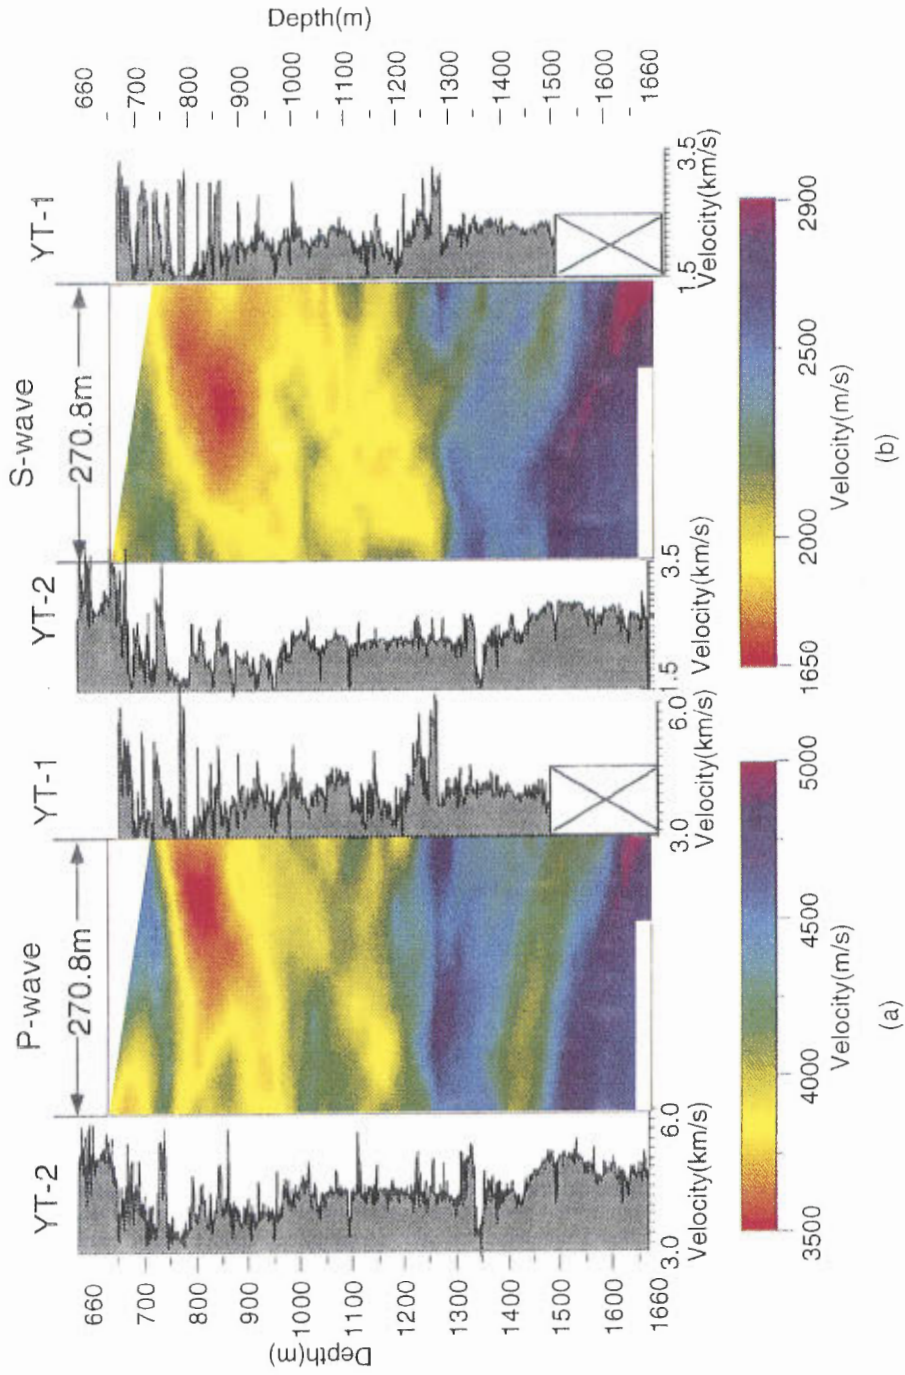 P-wave
S-wave
YT-2
270.8m
YT-1
YT-2
270.8m
YT-1
Depth(m)
660
700
800
900
1000
1100
1200
1300
1400
1500
1600
1660
Depth(m)
660
700
800
900
1000
1100
1200
1300
1400
1500
1600
1660
3.0
6.0
Velocity(km/s)
3.0
6.0
Velocity(km/s)
1.5
3.5
Velocity(km/s)
1.5
3.5
Velocity(km/s)
3500
4000
4500
5000
Velocity(m/s)
(a)
1650
2000
2500
2900
Velocity(m/s)
(b)